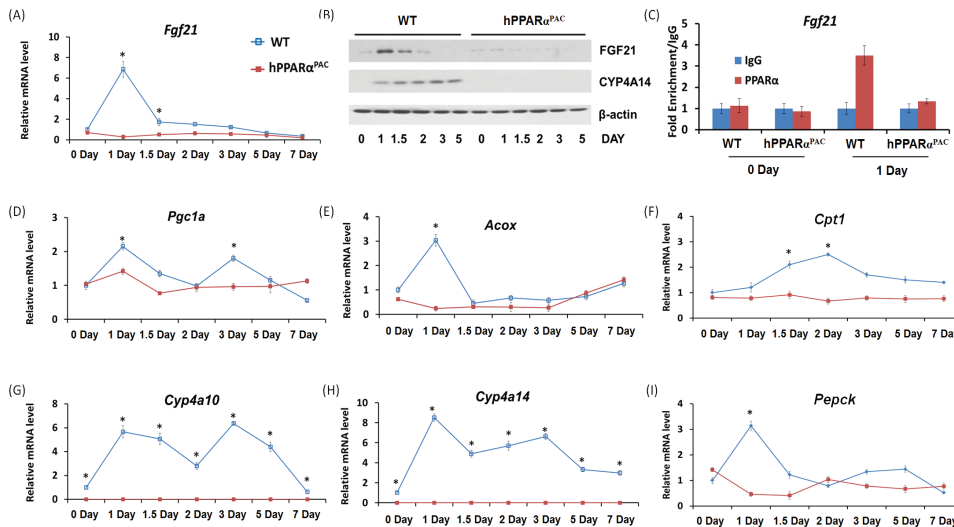 (A)
Fgf21
Relative mRNA level
10
8
6
4
2
0
*
*
WT
hPPARα^PAC
0 Day 1 Day 1.5 Day 2 Day 3 Day 5 Day 7 Day
(B)
WT hPPARα^PAC
FGF21
CYP4A14
β-actin
0 1 1.5 2 3 5 DAY 0 1 1.5 2 3 5
(C)
Fgf21
Fold Enrichment/IgG
5
4
3
2
1
0
IgG
PPARα
WT hPPARα^PAC WT hPPARα^PAC
0 Day 1 Day
(D)
Pgc1a
Relative mRNA level
3
2
1
0
* *
0 Day 1 Day 1.5 Day 2 Day 3 Day 5 Day 7 Day
(E)
Acox
Relative mRNA level
4
3
2
1
0
*
0 Day 1 Day 1.5 Day 2 Day 3 Day 5 Day 7 Day
(F)
Cpt1
Relative mRNA level
4
3
2
1
0
* *
0 Day 1 Day 1.5 Day 2 Day 3 Day 5 Day 7 Day
(G)
Cyp4a10
Relative mRNA level
8
6
4
2
0
* * * * * * *
0 Day 1 Day 1.5 Day 2 Day 3 Day 5 Day 7 Day
(H)
Cyp4a14
Relative mRNA level
10
8
6
4
2
0
* * * * * * *
0 Day 1 Day 1.5 Day 2 Day 3 Day 5 Day 7 Day
(I)
Pepck
Relative mRNA level
4
3
2
1
0
*
0 Day 1 Day 1.5 Day 2 Day 3 Day 5 Day 7 Day